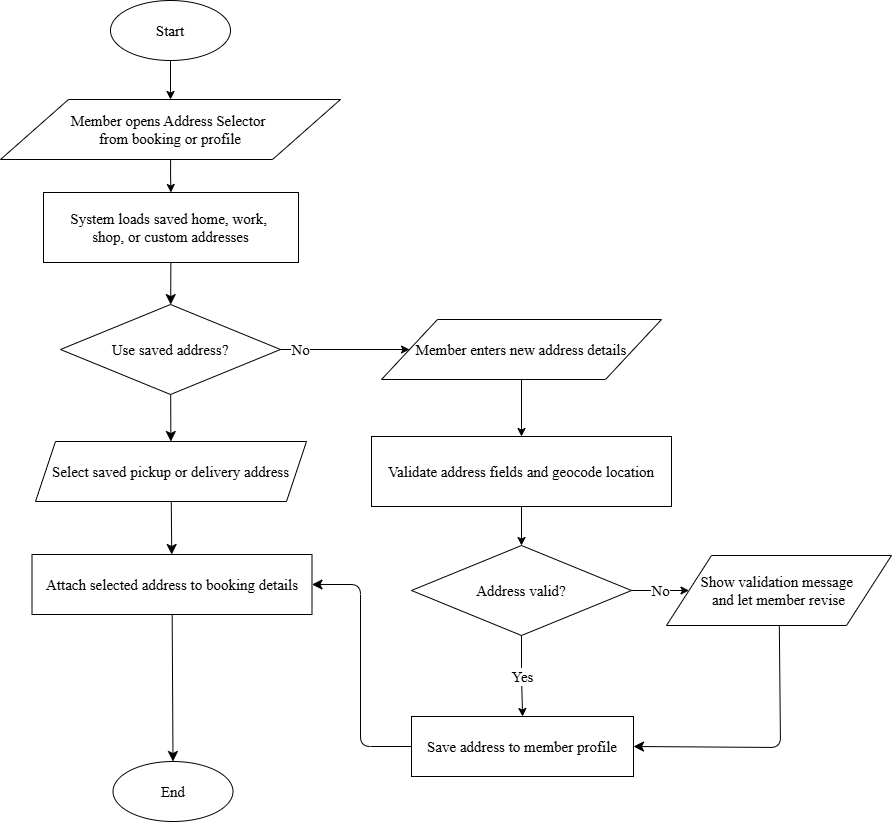 Start
Member opens Address Selector
from booking or profile
System loads saved home, work,
shop, or custom addresses
Use saved address?
No
Member enters new address details
Select saved pickup or delivery address
Validate address fields and geocode location
Attach selected address to booking details
Address valid?
No
Show validation message
and let member revise
Yes
Save address to member profile
End